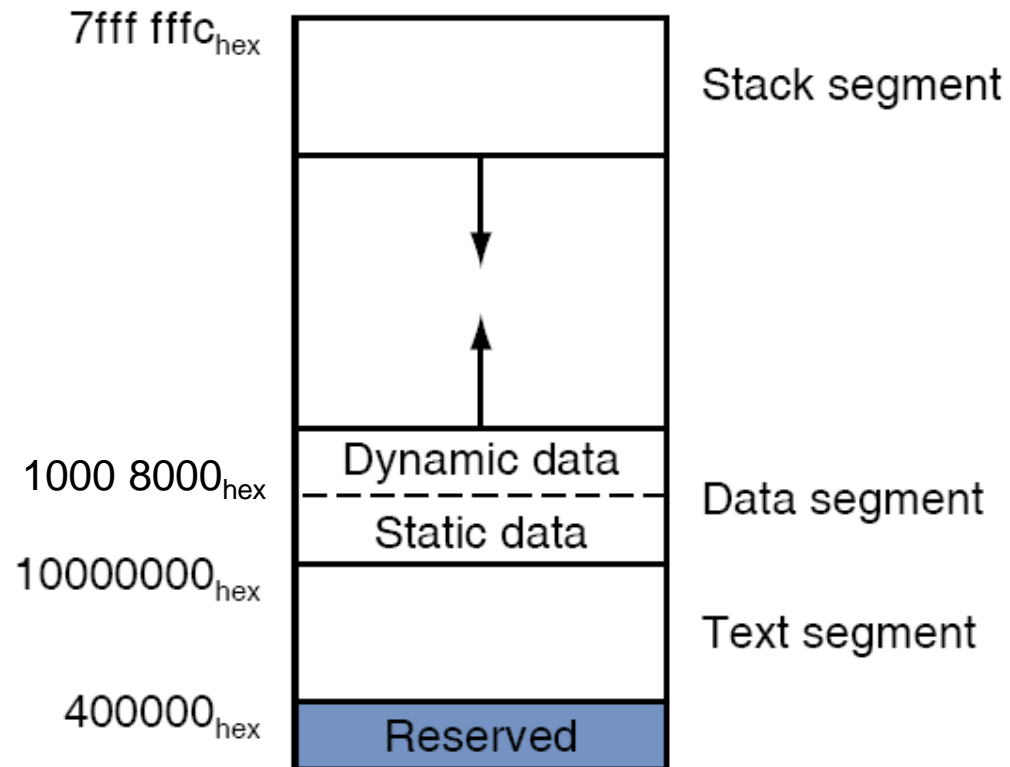 7fff fffchex
Stack segment
Dynamic data
1000 8000hex
Data segment
Static data
10000000hex
Text segment
400000hex
Reserved